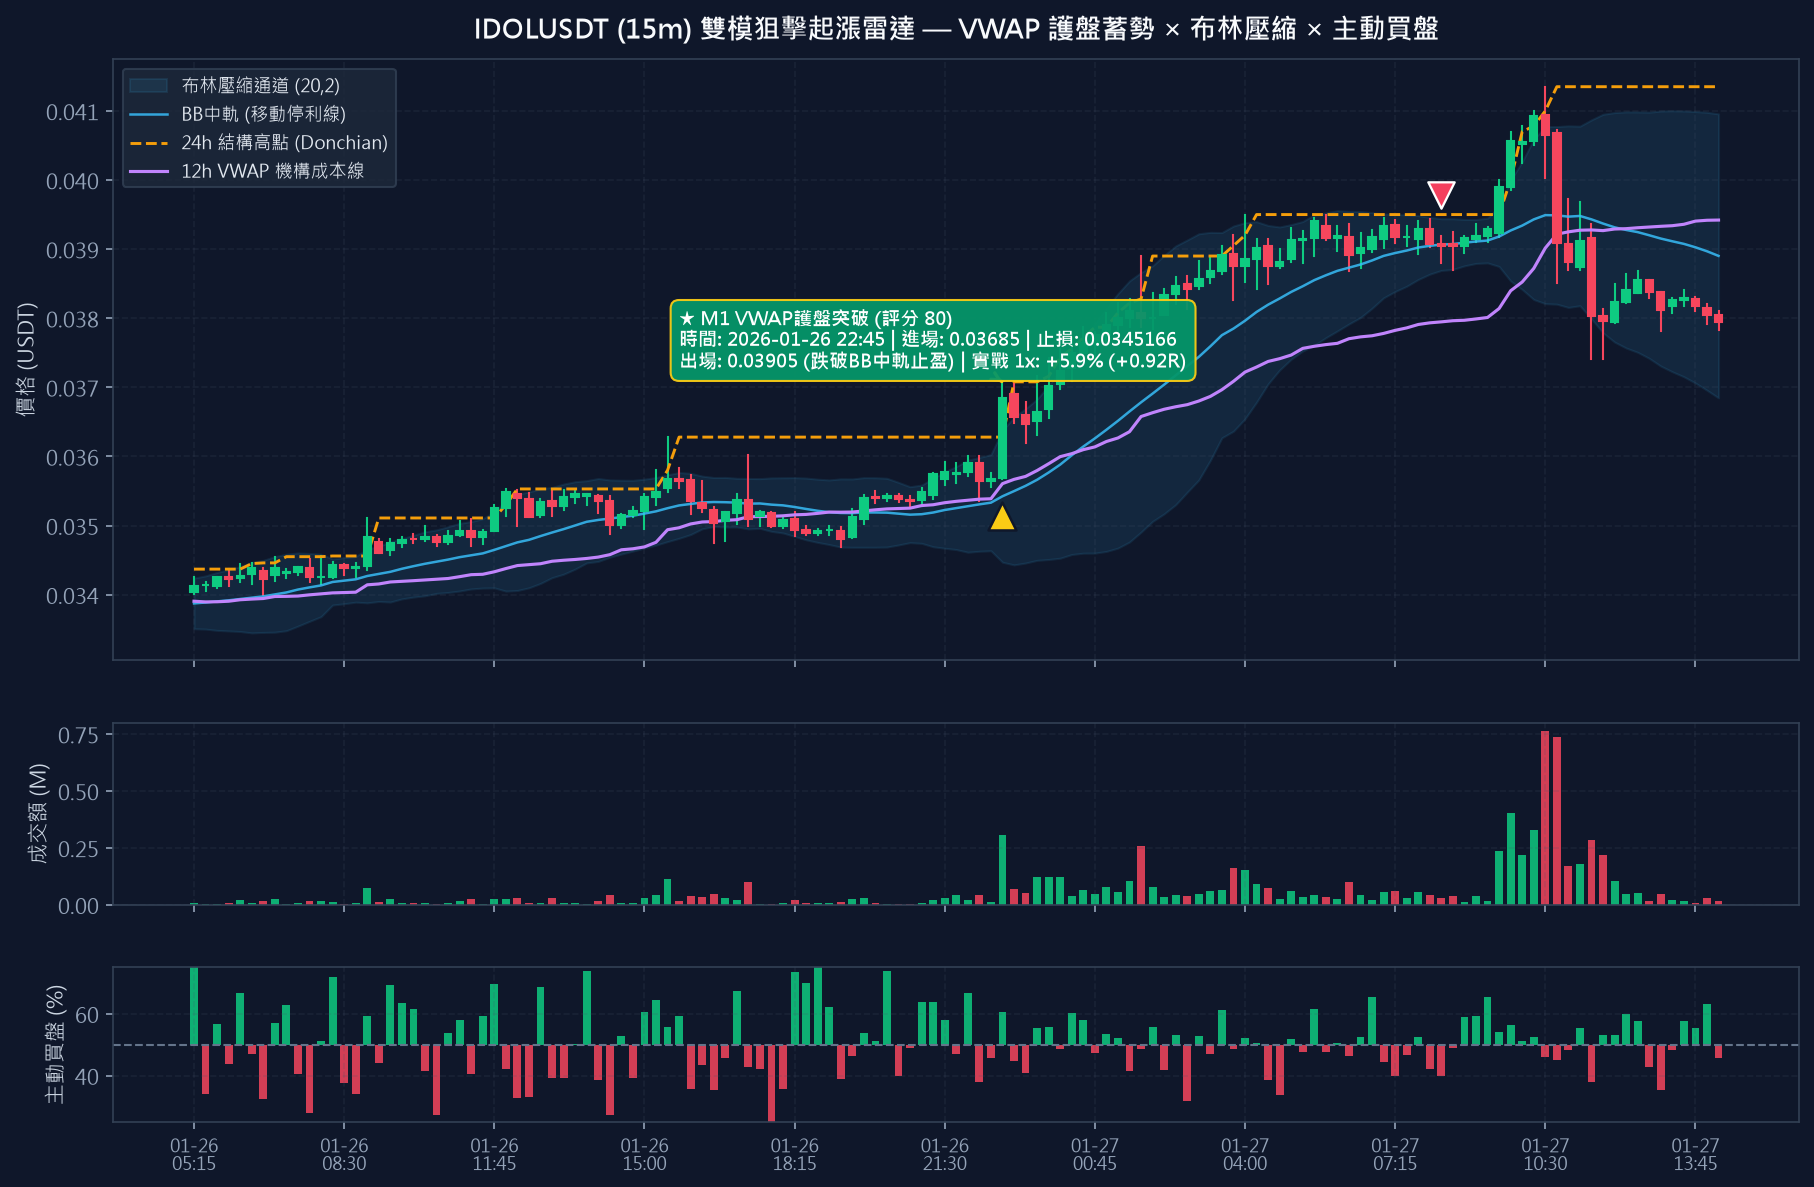 IDOLUSDT (15m) 雙模狙擊起漲雷達 — VWAP 護盤蓄勢 × 布林壓縮 × 主動買盤
布林壓縮通道 (20,2)
BB中軌 (移動停利線)
24h 結構高點 (Donchian)
12h VWAP 機構成本線
價格 (USDT)
0.041
0.040
0.039
0.038
0.037
0.036
0.035
0.034
★ M1 VWAP護盤突破 (評分 80)
時間: 2026-01-26 22:45 | 進場: 0.03685 | 止損: 0.0345166
出場: 0.03905 (跌破BB中軌止盈) | 實戰 1x: +5.9% (+0.92R)
成交額 (M)
0.75
0.50
0.25
0.00
主動買盤 (%)
60
40
01-26 05:15
01-26 08:30
01-26 11:45
01-26 15:00
01-26 18:15
01-26 21:30
01-27 00:45
01-27 04:00
01-27 07:15
01-27 10:30
01-27 13:45